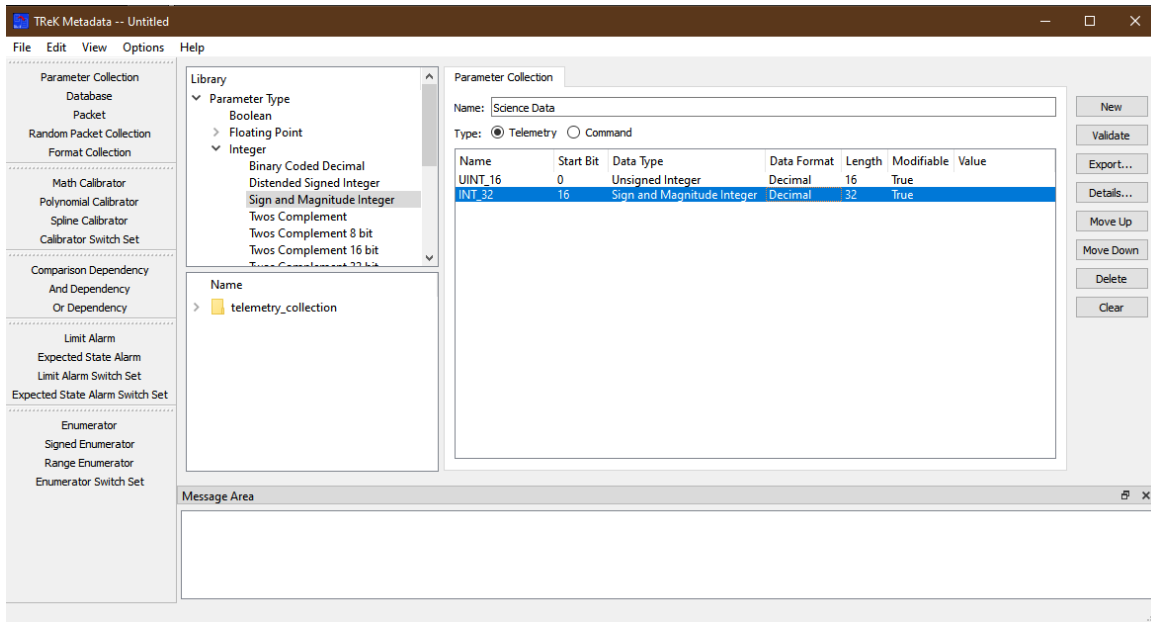 TReK Metadata -- Untitled
File Edit View Options Help
Parameter Collection
Database
Packet
Random Packet Collection
Format Collection
Math Calibrator
Polynomial Calibrator
Spline Calibrator
Calibrator Switch Set
Comparison Dependency
And Dependency
Or Dependency
Limit Alarm
Expected State Alarm
Limit Alarm Switch Set
Expected State Alarm Switch Set
Enumerator
Signed Enumerator
Range Enumerator
Enumerator Switch Set
Library
Parameter Type
Boolean
Floating Point
Integer
Binary Coded Decimal
Distended Signed Integer
Sign and Magnitude Integer
Twos Complement
Twos Complement 8 bit
Twos Complement 16 bit
Twos Complement 32 bit
Name
telemetry_collection
Parameter Collection
Name: Science Data
Type: Telemetry Command
Name Start Bit Data Type Data Format Length Modifiable Value
UINT_16 0 Unsigned Integer Decimal 16 True
INT_32 16 Sign and Magnitude Integer Decimal 32 True
New
Validate
Export...
Details...
Move Up
Move Down
Delete
Clear
Message Area